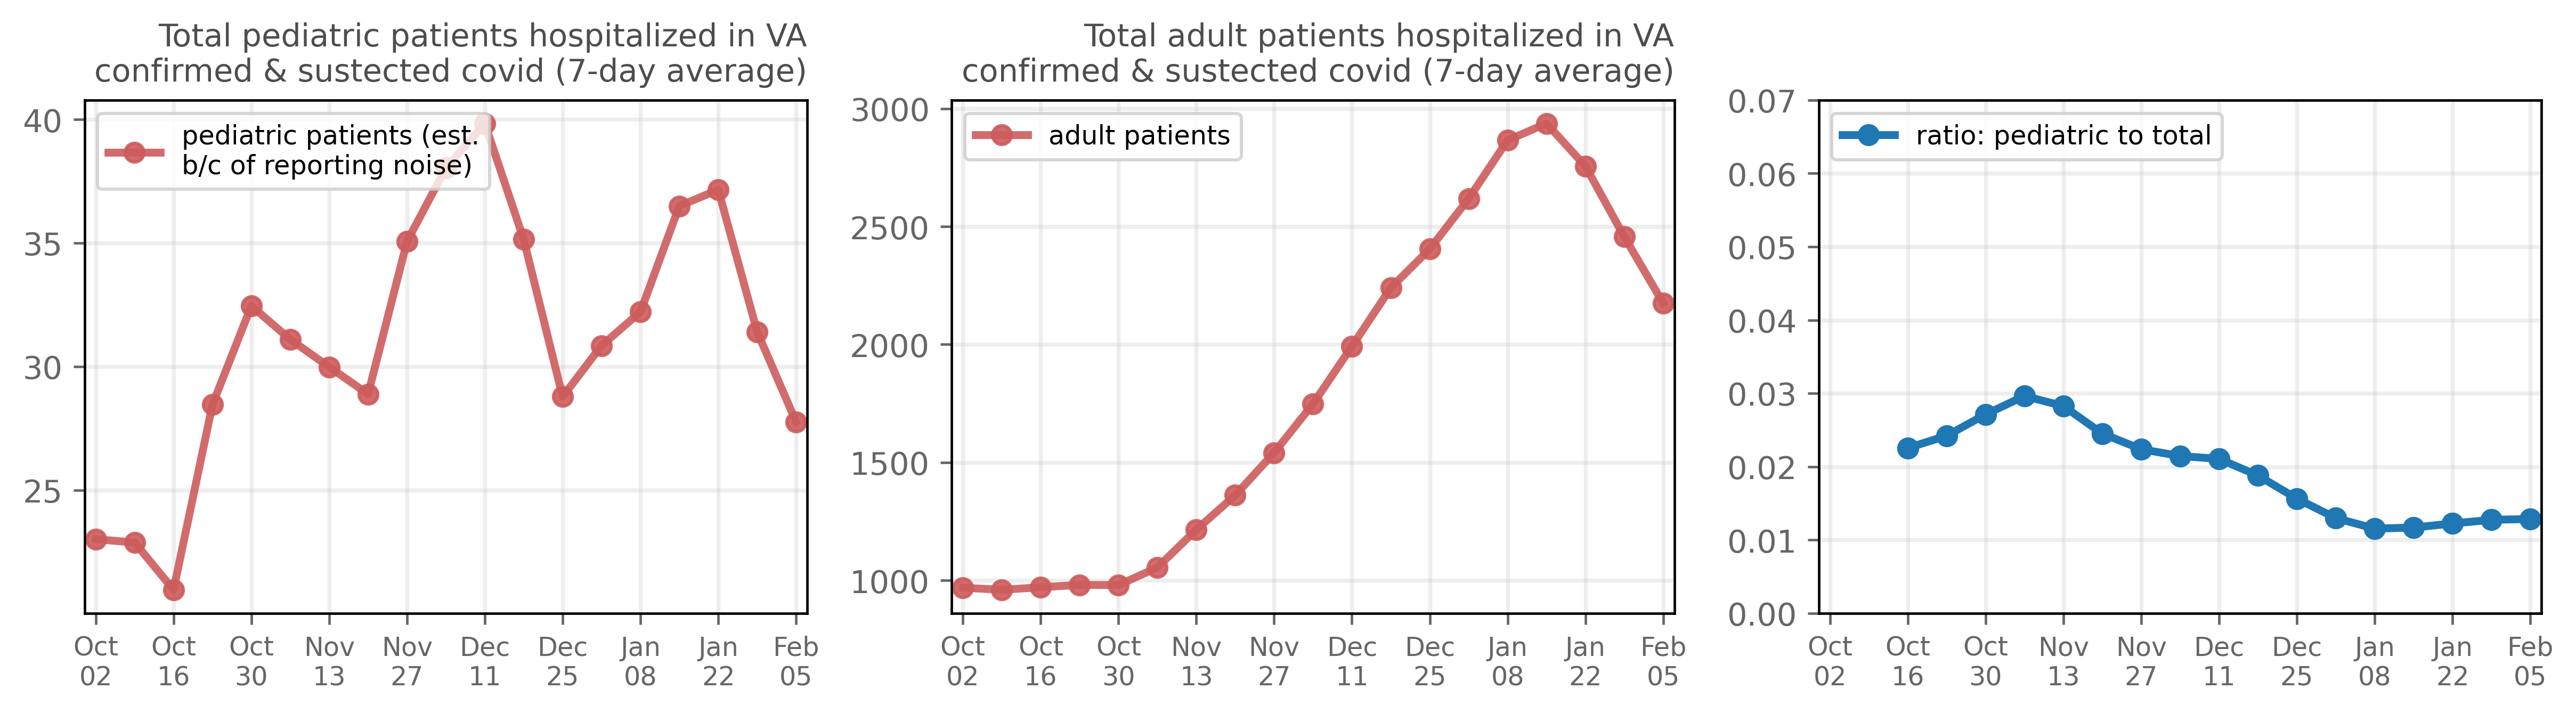 Total pediatric patients hospitalized in VA
confirmed & sustected covid (7-day average)
40
35
30
25
pediatric patients (est.
b/c of reporting noise)
Oct Oct Oct Nov Nov Dec Dec Jan Jan Feb
02 16 30 13 27 11 25 08 22 05
Total adult patients hospitalized in VA
confirmed & sustected covid (7-day average)
3000
2500
2000
1500
1000
adult patients
Oct Oct Oct Nov Nov Dec Dec Jan Jan Feb
02 16 30 13 27 11 25 08 22 05
0.07
0.06
0.05
0.04
0.03
0.02
0.01
0.00
ratio: pediatric to total
Oct Oct Oct Nov Nov Dec Dec Jan Jan Feb
02 16 30 13 27 11 25 08 22 05